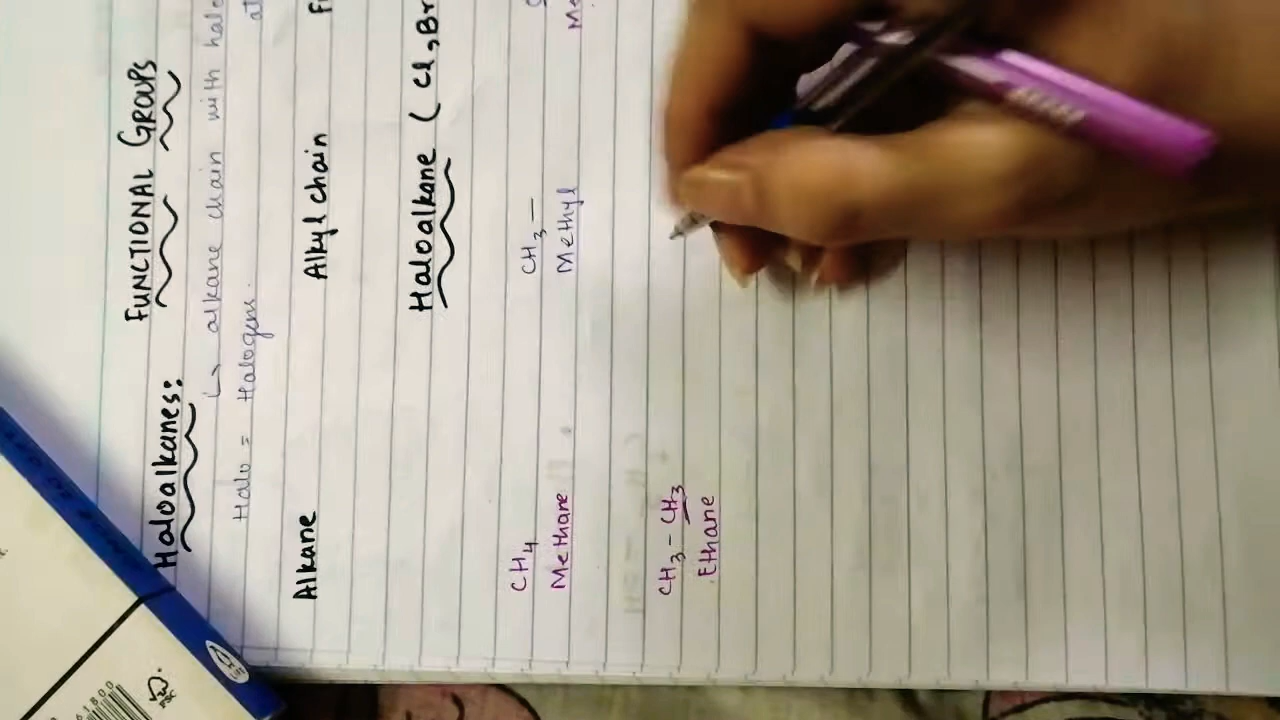 FUNCTIONAL GROUPS
Haloalkanes:
↳ alkane chain with
Halo = Halogens.
Alkane Alkyl chain
Haloalkane ( Cl, Br
CH4 CH3 –
Methane Methyl
CH3 – CH3
Ethane